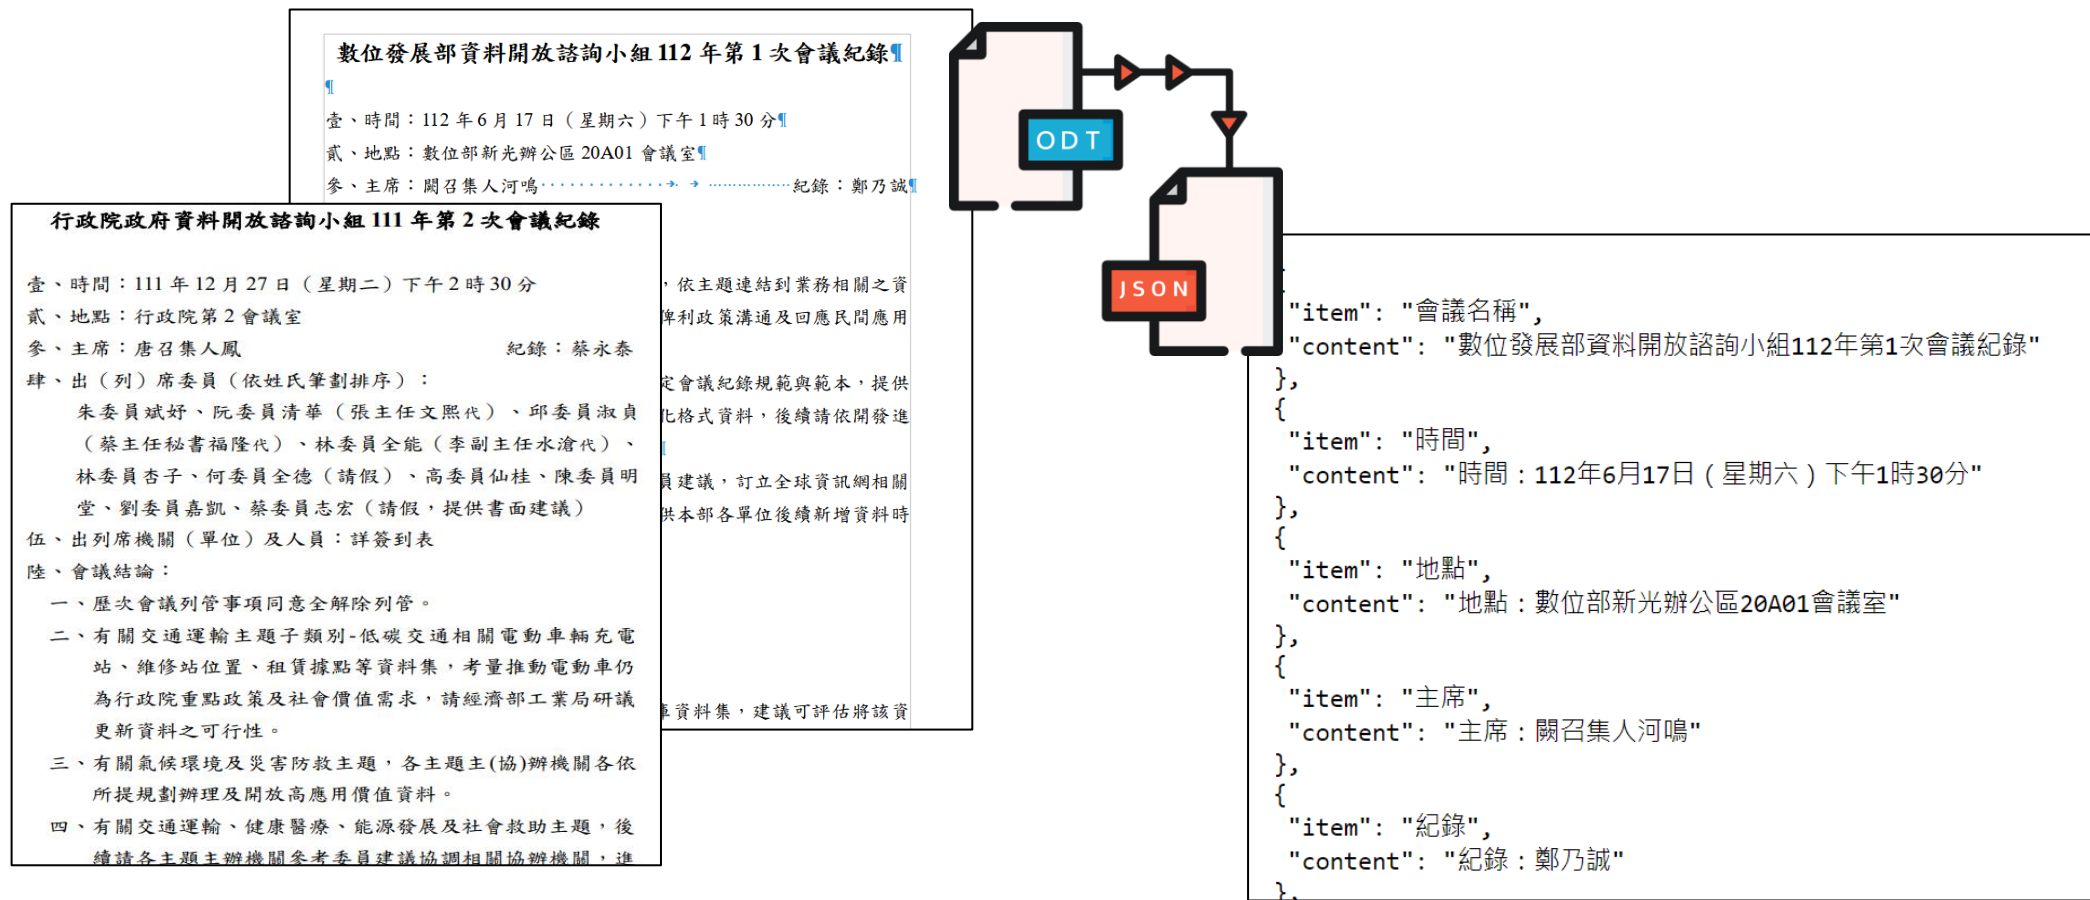 數位發展部資料開放諮詢小組 112 年第 1 次會議紀錄¶
¶
壹、時間：112 年 6 月 17 日（星期六）下午 1 時 30 分¶
貳、地點：數位部新光辦公區 20A01 會議室¶
參、主席：闕召集人河鳴 紀錄：鄭乃誠¶
，依主題連結到業務相關之資
俾利政策溝通及回應民間應用
定會議紀錄規範與範本，提供
化格式資料，後續請依開發進
員建議，訂立全球資訊網相關
供本部各單位後續新增資料時
庫資料集，建議可評估將該資
行政院政府資料開放諮詢小組 111 年第 2 次會議紀錄
壹、時間：111 年 12 月 27 日（星期二）下午 2 時 30 分
貳、地點：行政院第 2 會議室
參、主席：唐召集人鳳 紀錄：蔡永泰
肆、出（列）席委員（依姓氏筆劃排序）：
朱委員斌妤、阮委員清華（張主任文熙代）、邱委員淑貞
（蔡主任秘書福隆代）、林委員全能（李副主任水滄代）、
林委員杏子、何委員全德（請假）、高委員仙桂、陳委員明
堂、劉委員嘉凱、蔡委員志宏（請假，提供書面建議）
伍、出列席機關（單位）及人員：詳簽到表
陸、會議結論：
一、歷次會議列管事項同意全解除列管。
二、有關交通運輸主題子類別-低碳交通相關電動車輛充電
站、維修站位置、租賃據點等資料集，考量推動電動車仍
為行政院重點政策及社會價值需求，請經濟部工業局研議
更新資料之可行性。
三、有關氣候環境及災害防救主題，各主題主(協)辦機關各依
所提規劃辦理及開放高應用價值資料。
四、有關交通運輸、健康醫療、能源發展及社會救助主題，後
續請各主題主辦機關參考委員建議協調相關協辦機關，進
ODT
JSON
"item": "會議名稱",
"content": "數位發展部資料開放諮詢小組112年第1次會議紀錄"
},
{
"item": "時間",
"content": "時間：112年6月17日（星期六）下午1時30分"
},
{
"item": "地點",
"content": "地點：數位部新光辦公區20A01會議室"
},
{
"item": "主席",
"content": "主席：闕召集人河鳴"
},
{
"item": "紀錄",
"content": "紀錄：鄭乃誠"
},